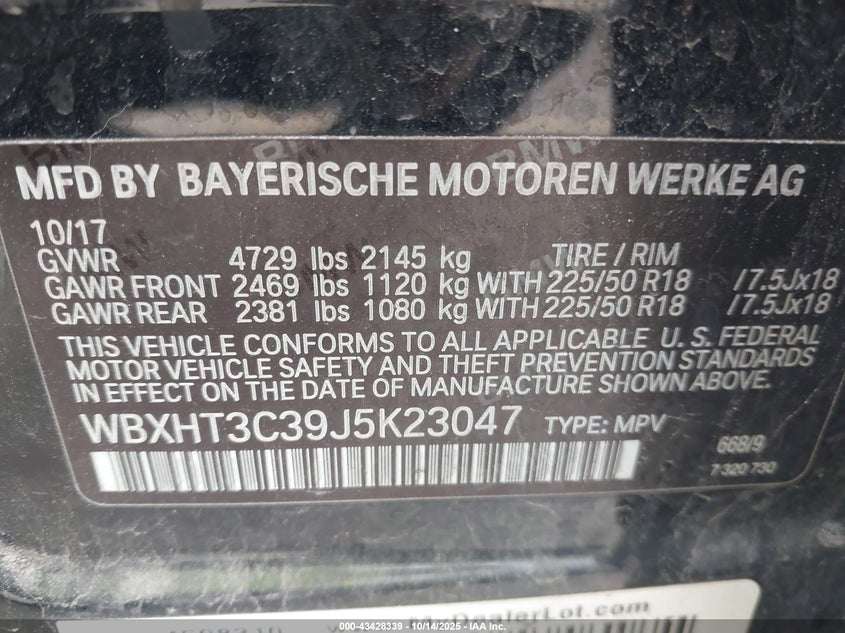 MFD BY BAYERISCHE MOTOREN WERKE AG
10/17
GVWR 4729 lbs 2145 kg TIRE / RIM
GAWR FRONT 2469 lbs 1120 kg WITH 225/50 R18 /7.5Jx18
GAWR REAR 2381 lbs 1080 kg WITH 225/50 R18 /7.5Jx18
THIS VEHICLE CONFORMS TO ALL APPLICABLE U. S. FEDERAL
MOTOR VEHICLE SAFETY AND THEFT PREVENTION STANDARDS
IN EFFECT ON THE DATE OF MANUFACTURE SHOWN ABOVE.
WBXHT3C39J5K23047 TYPE: MPV
668/9
7 320 730
000-43428339 - 10/14/2025 - www.iaai.com